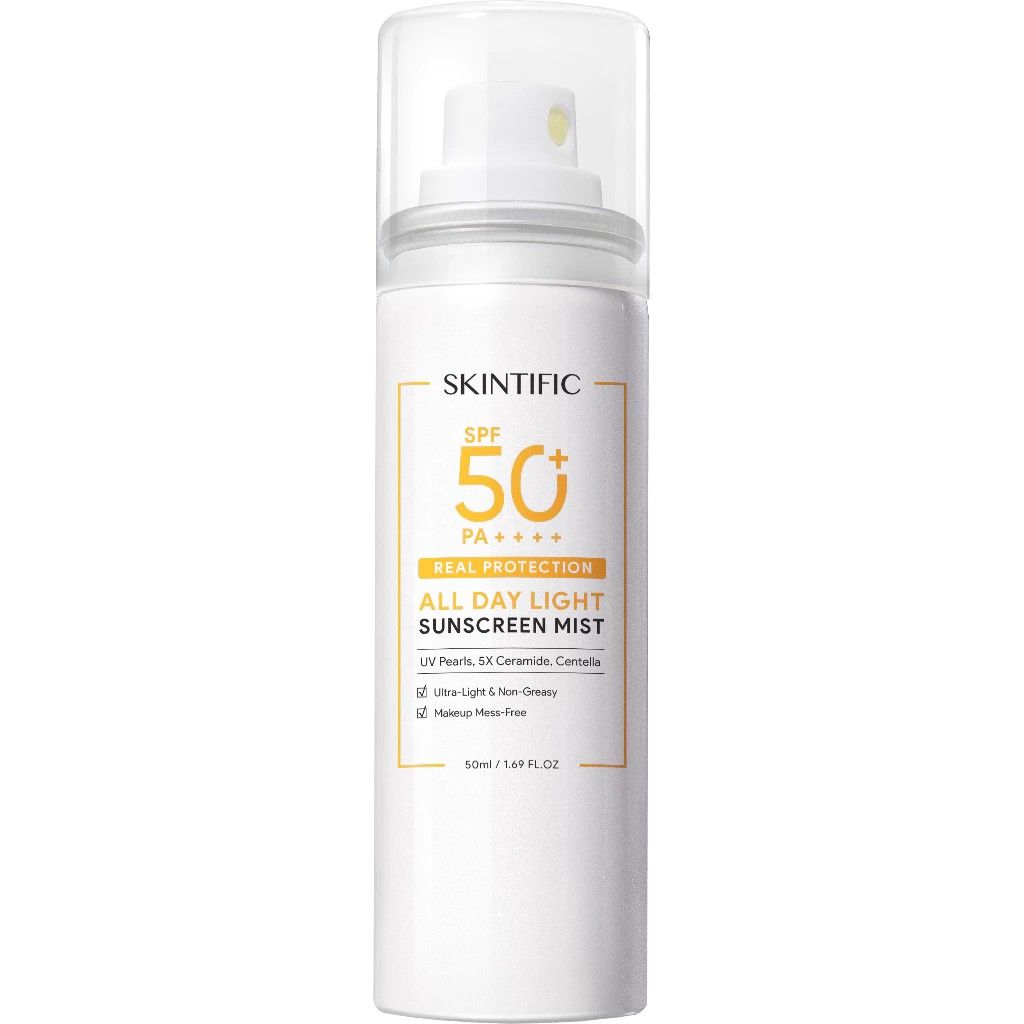 SKINTIFIC
SPF
50+
PA ++++
REAL PROTECTION
ALL DAY LIGHT
SUNSCREEN MIST
UV Pearls, 5X Ceramide, Centella
Ultra-Light & Non-Greasy
Makeup Mess-Free
50ml / 1.69 FL.OZ